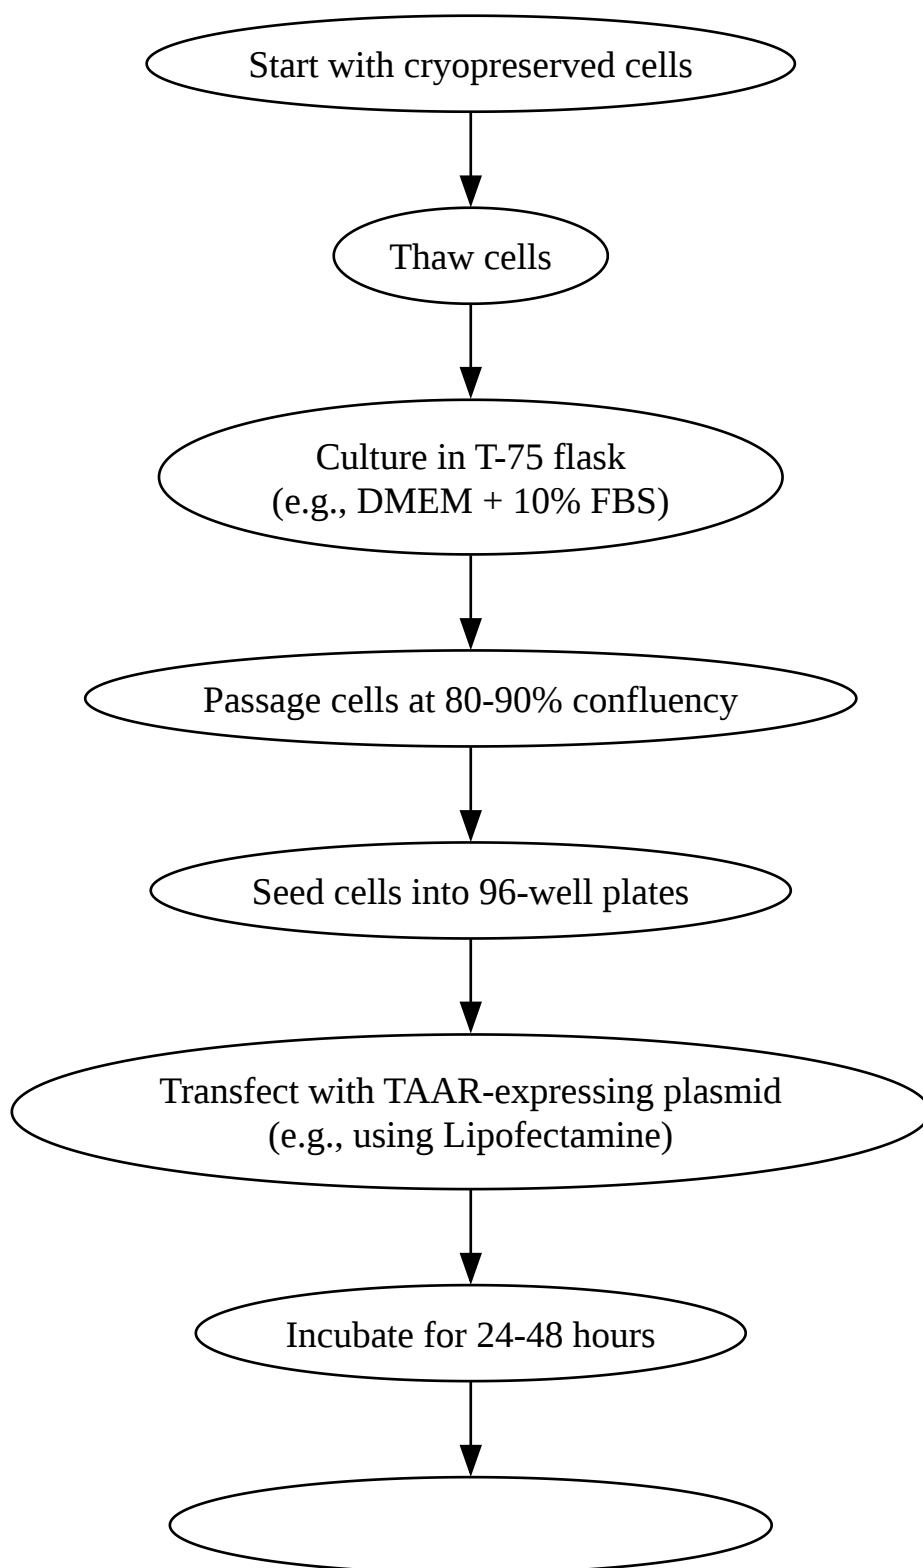 Start with cryopreserved cells
Thaw cells
Culture in T-75 flask
(e.g., DMEM + 10% FBS)
Passage cells at 80-90% confluency
Seed cells into 96-well plates
Transfect with TAAR-expressing plasmid
(e.g., using Lipofectamine)
Incubate for 24-48 hours